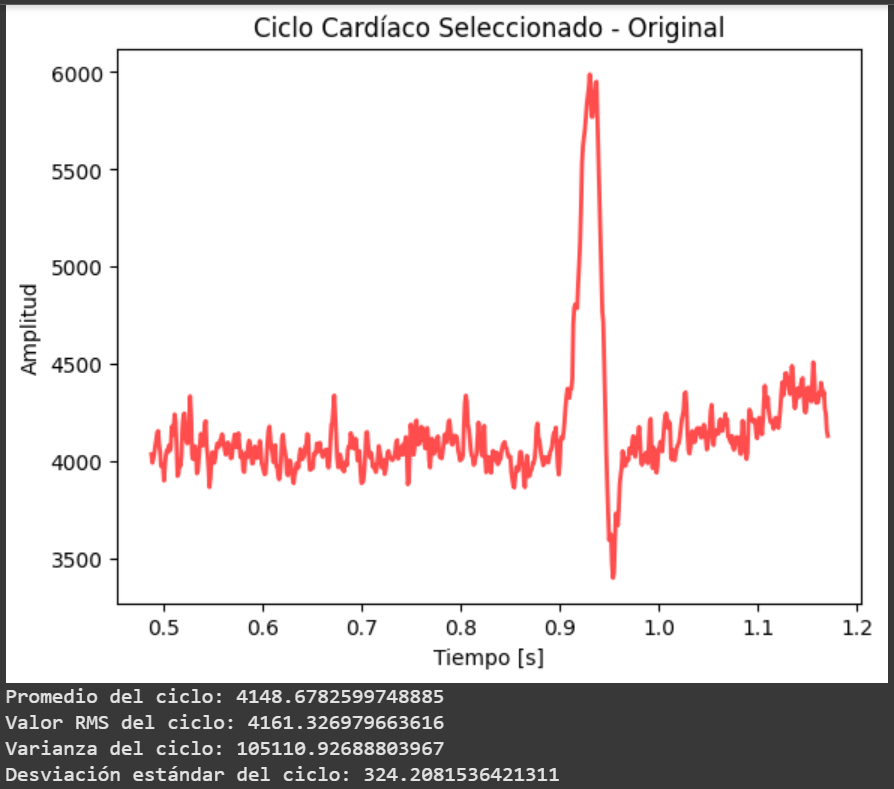 Ciclo Cardíaco Seleccionado - Original
6000
5500
5000
4500
4000
3500
Amplitud
0.5 0.6 0.7 0.8 0.9 1.0 1.1 1.2
Tiempo [s]
Promedio del ciclo: 4148.6782599748885
Valor RMS del ciclo: 4161.326979663616
Varianza del ciclo: 105110.92688803967
Desviación estándar del ciclo: 324.2081536421311